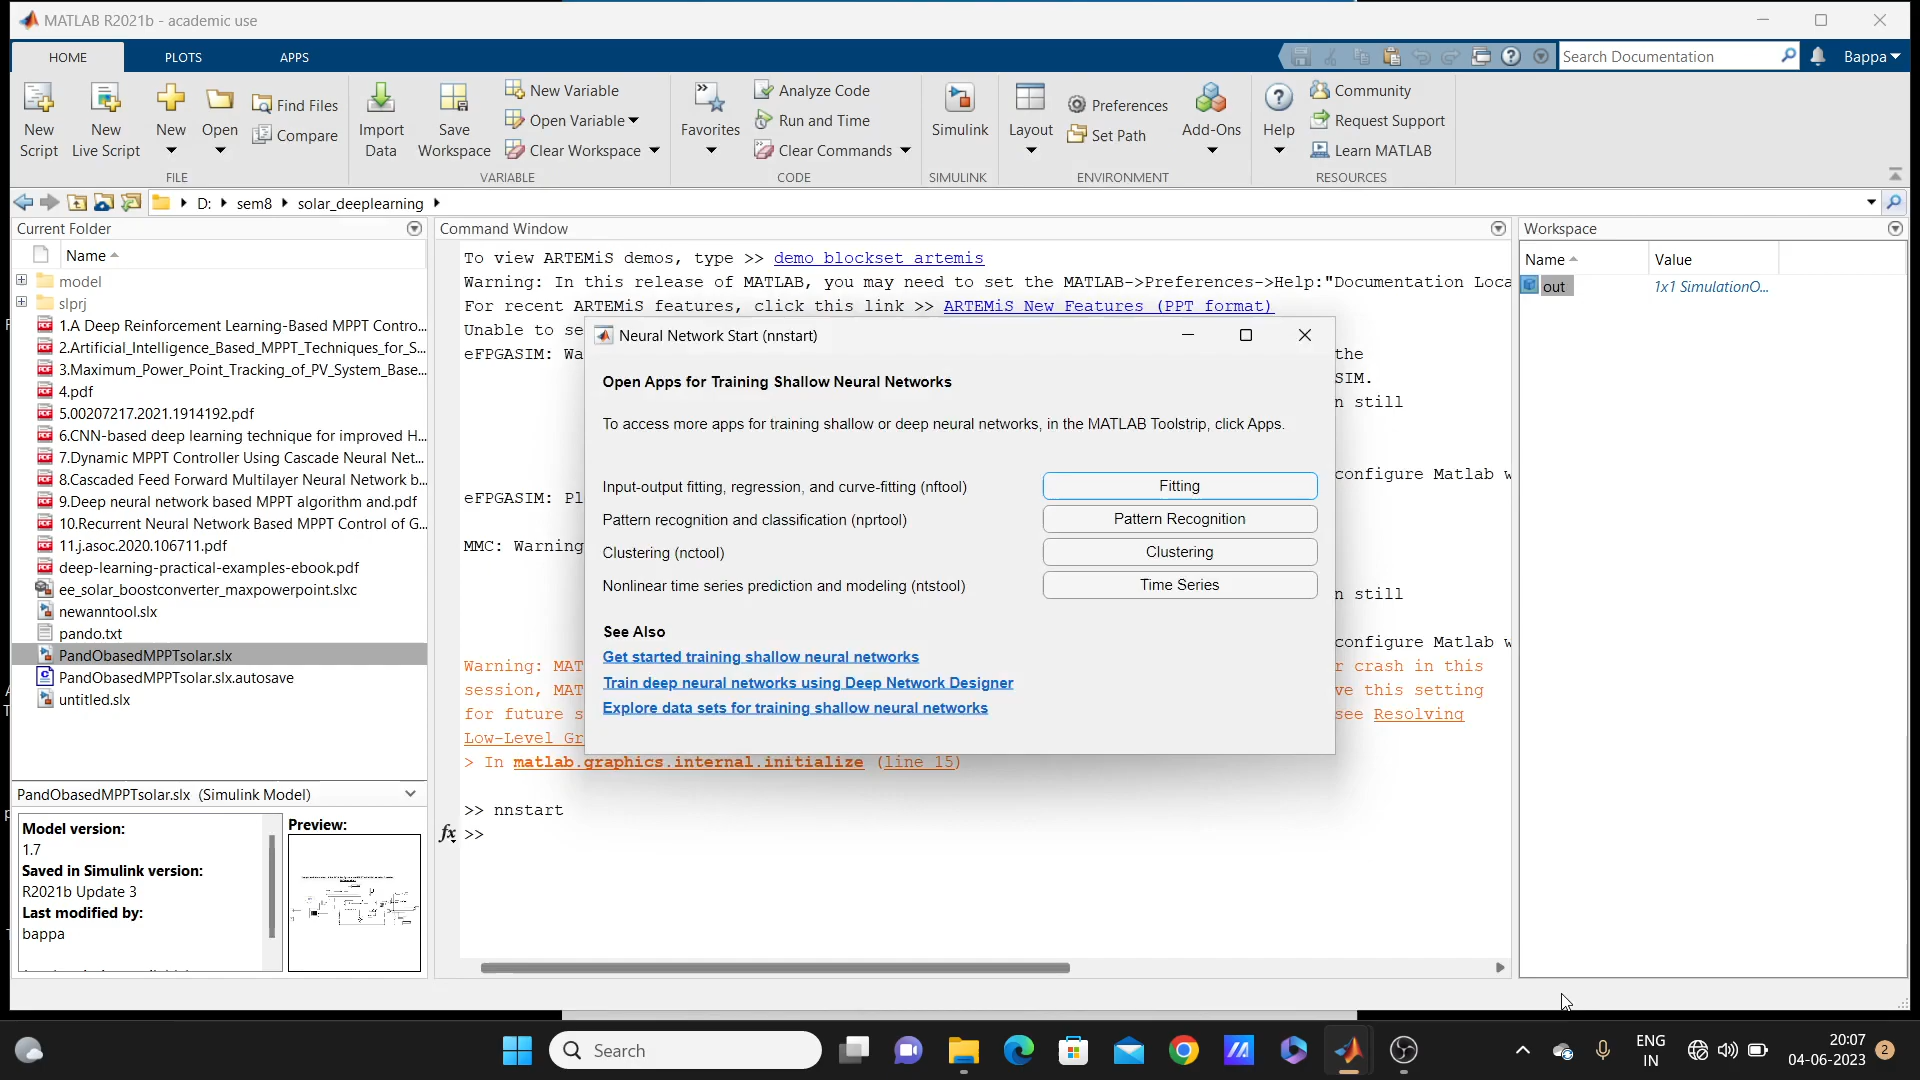 MATLAB R2021b - academic use
HOME
PLOTS
APPS
Search Documentation
Bappa
New Script
New Live Script
New
Open
Find Files
Compare
FILE
Import Data
Save Workspace
New Variable
Open Variable
Clear Workspace
VARIABLE
Favorites
Analyze Code
Run and Time
Clear Commands
CODE
Simulink
SIMULINK
Layout
Preferences
Set Path
Add-Ons
ENVIRONMENT
Help
Community
Request Support
Learn MATLAB
RESOURCES
D: sem8 solar_deeplearning
Current Folder
Name
model
slprj
1.A Deep Reinforcement Learning-Based MPPT Contro...
2.Artificial_Intelligence_Based_MPPT_Techniques_for_S...
3.Maximum_Power_Point_Tracking_of_PV_System_Base...
4.pdf
5.00207217.2021.1914192.pdf
6.CNN-based deep learning technique for improved H...
7.Dynamic MPPT Controller Using Cascade Neural Net...
8.Cascaded Feed Forward Multilayer Neural Network b...
9.Deep neural network based MPPT algorithm and.pdf
10.Recurrent Neural Network Based MPPT Control of G...
11.j.asoc.2020.106711.pdf
deep-learning-practical-examples-ebook.pdf
ee_solar_boostconverter_maxpowerpoint.slxc
newanntool.slx
pando.txt
PandObasedMPPTsolar.slx
PandObasedMPPTsolar.slx.autosave
untitled.slx
PandObasedMPPTsolar.slx (Simulink Model)
Model version:
1.7
Saved in Simulink version:
R2021b Update 3
Last modified by:
bappa
Preview:
Command Window
To view ARTEMiS demos, type >> demo_blockset_artemis
Warning: In this release of MATLAB, you may need to set the MATLAB->Preferences->Help:"Documentation Loca
For recent ARTEMiS features, click this link >> ARTEMiS New Features (PPT format)
Unable to se
eFPGASIM: Wa the
SIM.
n still
configure Matlab w
eFPGASIM: Pl
MMC: Warning
n still
configure Matlab w
Warning: MAT r crash in this
session, MAT ve this setting
for future s see Resolving
Low-Level Gr
> In matlab.graphics.internal.initialize (line 15)
>> nnstart
fx >>
Neural Network Start (nnstart)
Open Apps for Training Shallow Neural Networks
To access more apps for training shallow or deep neural networks, in the MATLAB Toolstrip, click Apps.
Input-output fitting, regression, and curve-fitting (nftool) Fitting
Pattern recognition and classification (nprtool) Pattern Recognition
Clustering (nctool) Clustering
Nonlinear time series prediction and modeling (ntstool) Time Series
See Also
Get started training shallow neural networks
Train deep neural networks using Deep Network Designer
Explore data sets for training shallow neural networks
Workspace
Name Value
out 1x1 SimulationO...
Search
ENG
IN
20:07
04-06-2023
2